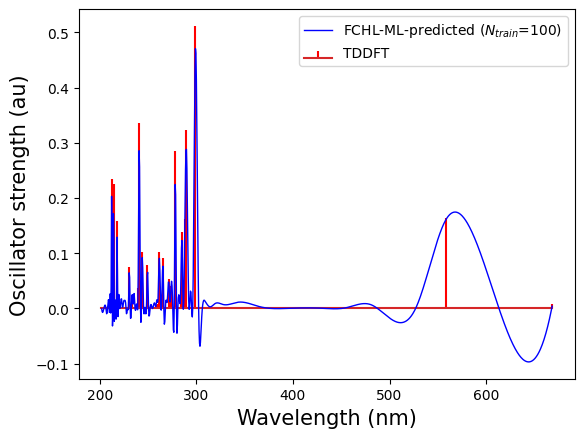 FCHL-ML-predicted (N_train=100)
TDDFT
Oscillator strength (au)
0.5
0.4
0.3
0.2
0.1
0.0
−0.1
200 300 400 500 600
Wavelength (nm)